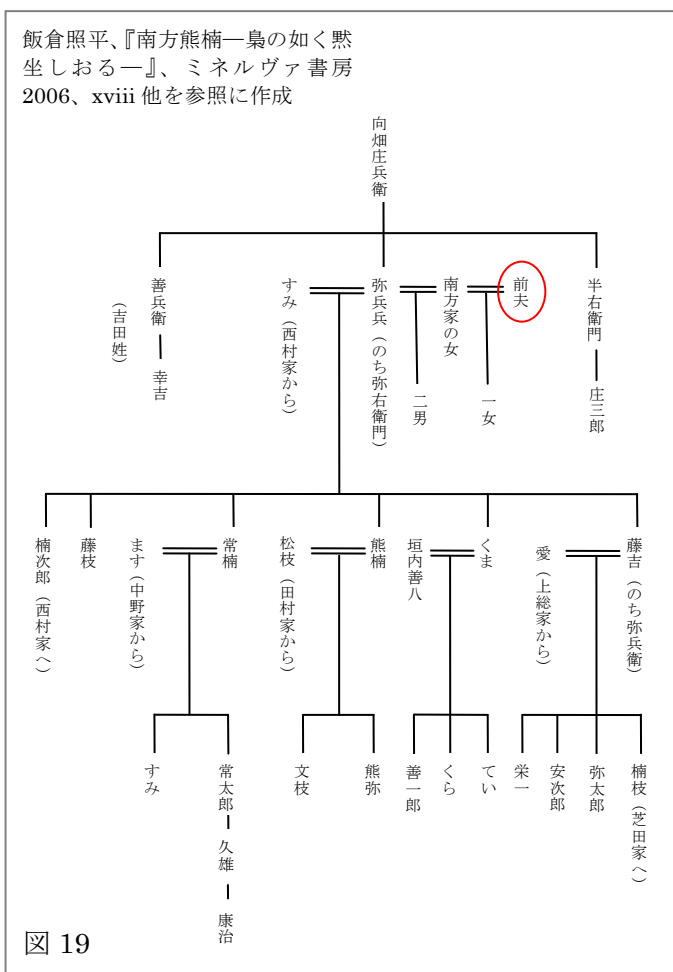 飯倉照平、『南方熊楠―梟の如く黙
坐しおる―』、ミネルヴァ書房
2006、xviii 他を参照に作成
向畑庄兵衛
半右衛門
庄三郎
前夫
一女
南方家の女
二男
弥兵兵（のち弥右衛門）
すみ（西村家から）
善兵衛
（吉田姓）
幸吉
藤吉（のち弥兵衛）
愛（上総家から）
くま
垣内善八
熊楠
松枝（田村家から）
常楠
ます（中野家から）
藤枝
楠次郎（西村家へ）
楠枝（芝田家へ）
弥太郎
安次郎
栄一
てい
くら
善一郎
熊弥
文枝
常太郎
久雄
康治
すみ
図 19